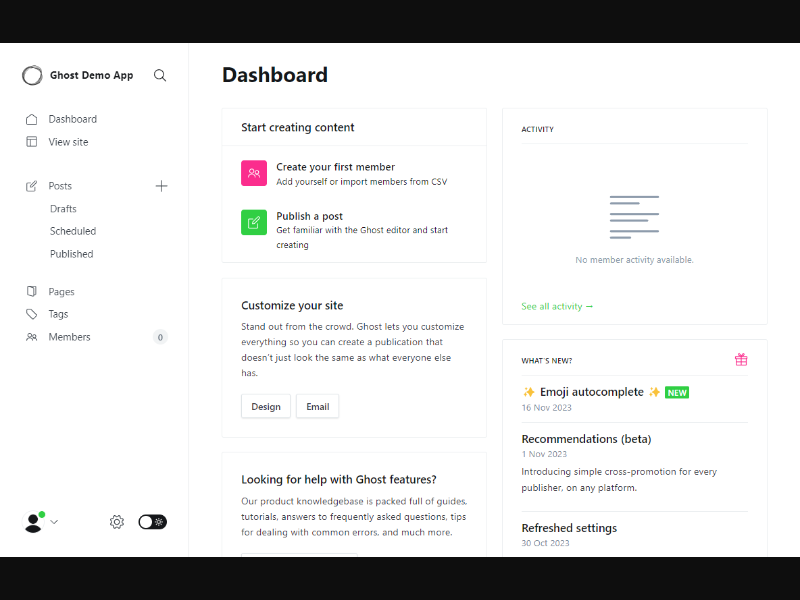 Ghost Demo App
Dashboard
View site
Posts
Drafts
Scheduled
Published
Pages
Tags
Members
0
Dashboard
Start creating content
Create your first member
Add yourself or import members from CSV
Publish a post
Get familiar with the Ghost editor and start
creating
Customize your site
Stand out from the crowd. Ghost lets you customize
everything so you can create a publication that
doesn't just look the same as what everyone else
has.
Design
Email
Looking for help with Ghost features?
Our product knowledgebase is packed full of guides,
tutorials, answers to frequently asked questions, tips
for dealing with common errors, and much more.
ACTIVITY
No member activity available.
See all activity →
WHAT'S NEW?
✨ Emoji autocomplete ✨ NEW
16 Nov 2023
Recommendations (beta)
1 Nov 2023
Introducing simple cross-promotion for every
publisher, on any platform.
Refreshed settings
30 Oct 2023